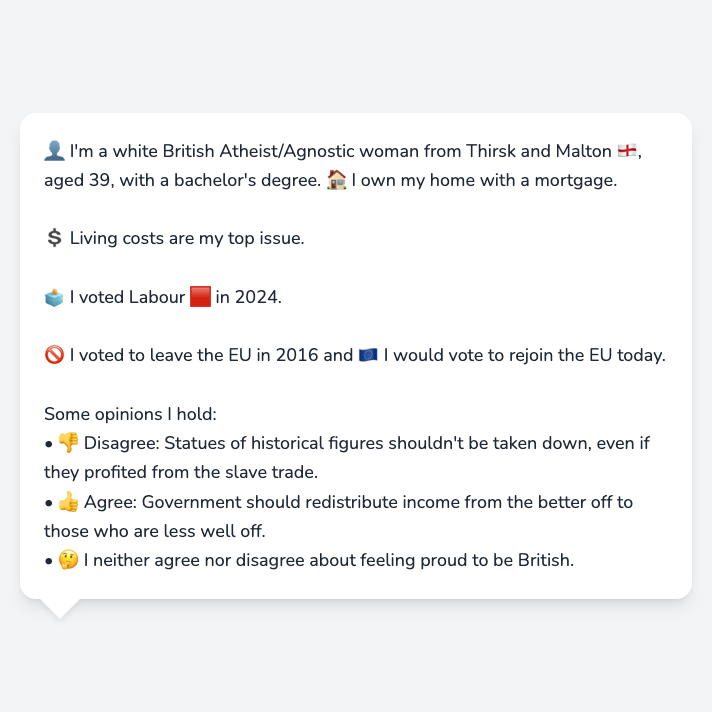 👤 I'm a white British Atheist/Agnostic woman from Thirsk and Malton 🏴󠁧󠁢󠁥󠁮󠁧󠁿,
aged 39, with a bachelor's degree. 🏠 I own my home with a mortgage.
💲 Living costs are my top issue.
🗳️ I voted Labour 🟥 in 2024.
🚫 I voted to leave the EU in 2016 and 🇪🇺 I would vote to rejoin the EU today.
Some opinions I hold:
• 👎 Disagree: Statues of historical figures shouldn't be taken down, even if
they profited from the slave trade.
• 👍 Agree: Government should redistribute income from the better off to
those who are less well off.
• 🤔 I neither agree nor disagree about feeling proud to be British.